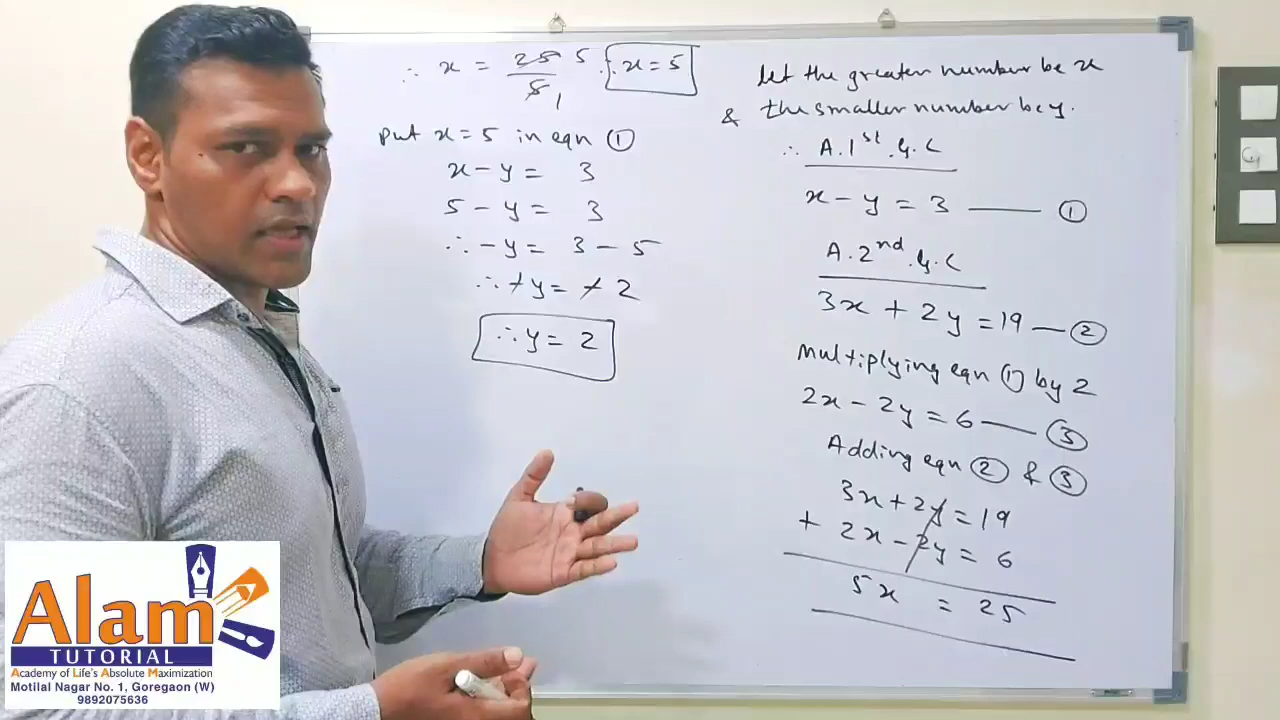 let the greater number be x
& the smaller number be y.
∴ A.1st.G.C
x - y = 3 —— ①
A.2nd.G.C
3x + 2y = 19 — ②
Multiplying eqn ① by 2
2x - 2y = 6 —— ③
Adding eqn ② & ③
3x + 2y = 19
+ 2x - 2y = 6
5x = 25
∴ x = 25/5 5/1 ∴ x = 5
Put x = 5 in eqn ①
x - y = 3
5 - y = 3
∴ - y = 3 - 5
∴ - y = - 2
∴ y = 2
Alam
TUTORIAL
Academy of Life's Absolute Maximization
Motilal Nagar No. 1, Goregaon (W)
9892075636